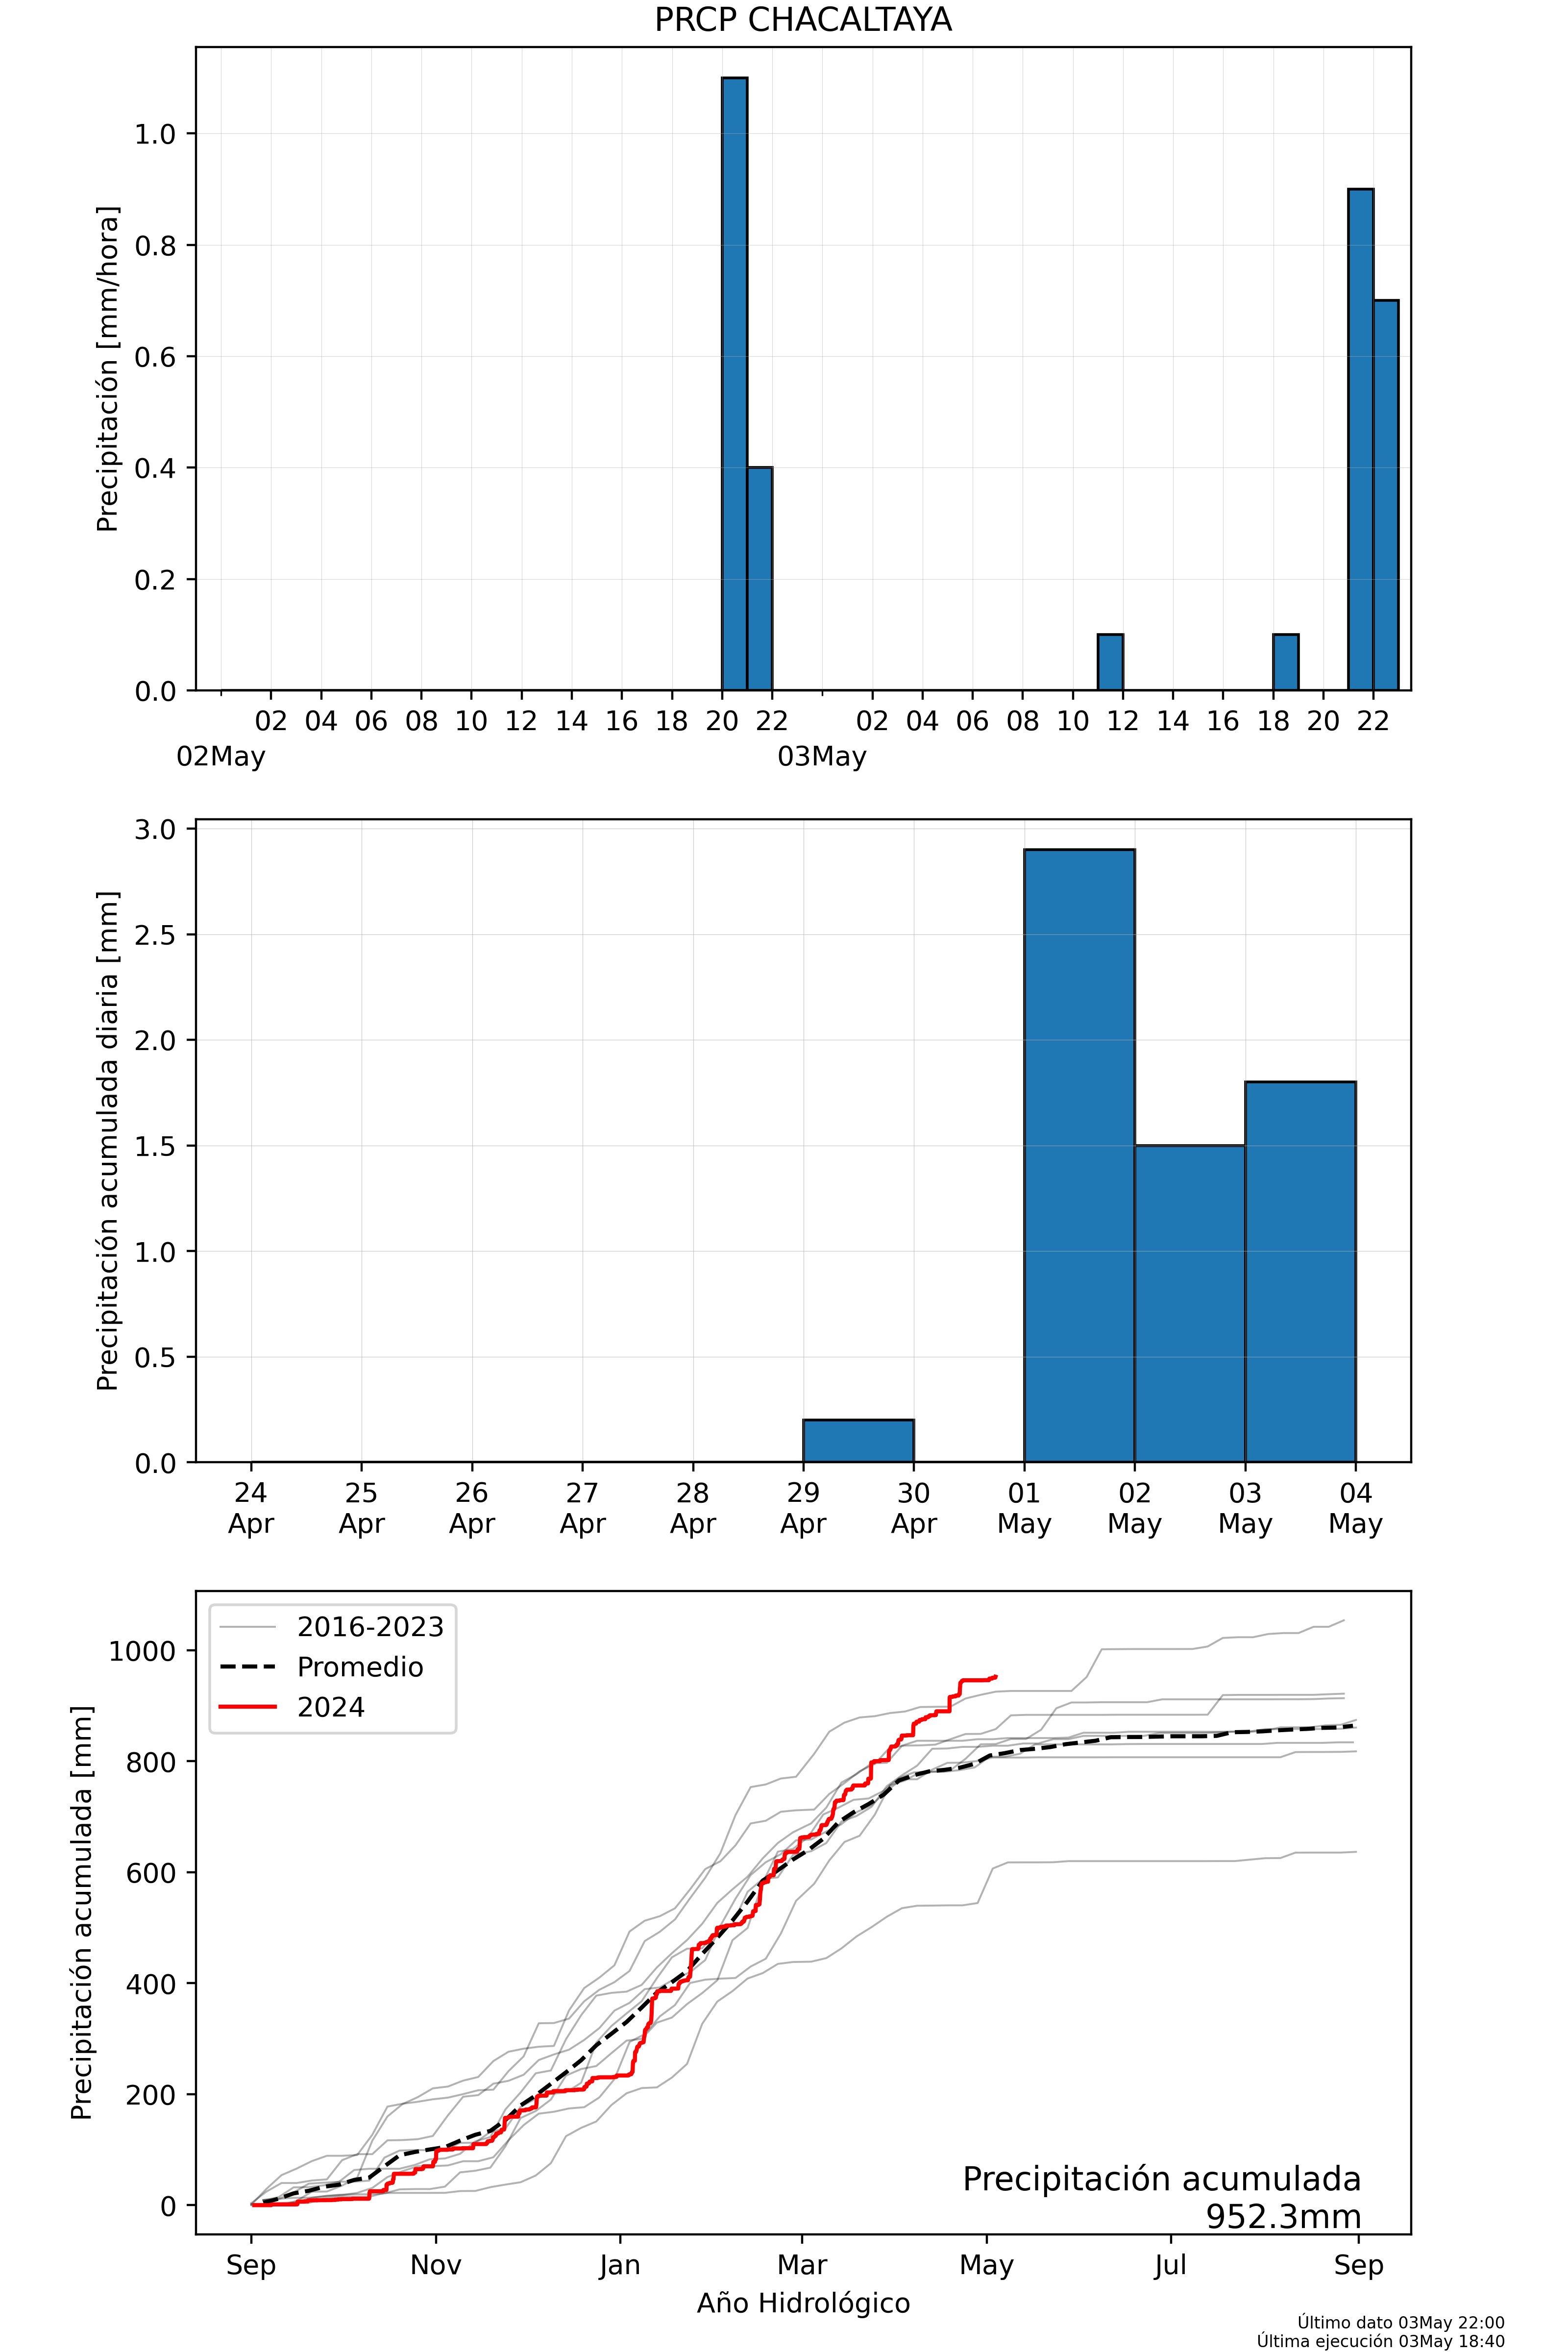 PRCP CHACALTAYA
Precipitación [mm/hora]
1.0
0.8
0.6
0.4
0.2
0.0
02 04 06 08 10 12 14 16 18 20 22 02 04 06 08 10 12 14 16 18 20 22
02May 03May
Precipitación acumulada diaria [mm]
3.0
2.5
2.0
1.5
1.0
0.5
0.0
24 25 26 27 28 29 30 01 02 03 04
Apr Apr Apr Apr Apr Apr Apr May May May May
Precipitación acumulada [mm]
1000
800
600
400
200
0
2016-2023
Promedio
2024
Precipitación acumulada
952.3mm
Sep Nov Jan Mar May Jul Sep
Año Hidrológico
Último dato 03May 22:00
Última ejecución 03May 18:40